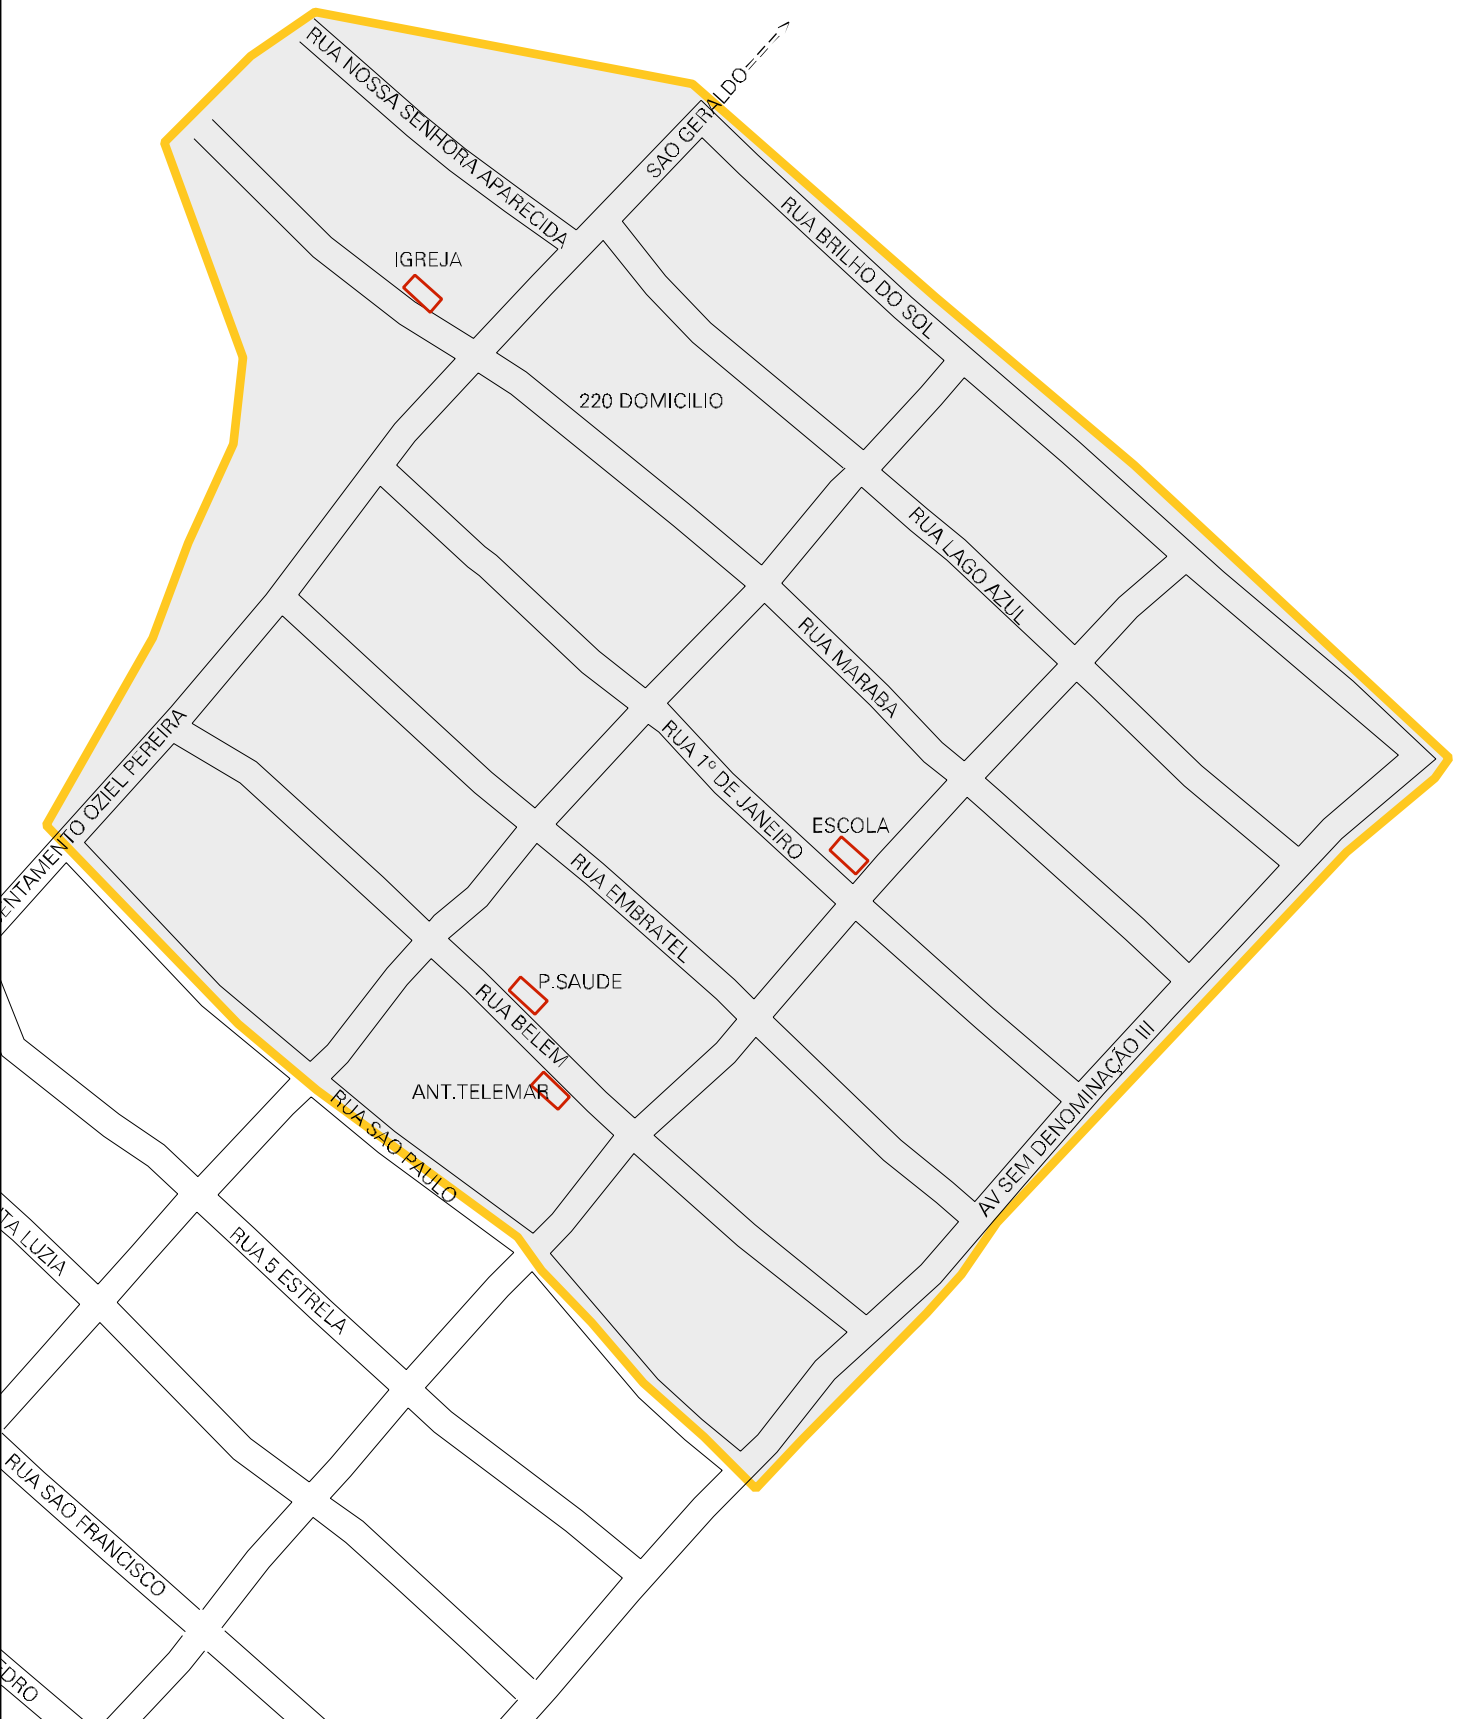 RUA NOSSA SENHORA APARECIDA
SAO GERALDO
RUA BRILHO DO SOL
IGREJA
220 DOMICILIO
RUA LAGO AZUL
RUA MARABA
RUA 1º DE JANEIRO
ESCOLA
ENTAMENTO OZIEL PEREIRA
RUA EMBRATEL
P.SAUDE
RUA BELEM
ANT.TELEMAR
RUA SAO PAULO
AV SEM DENOMINAÇÃO III
TA LUZIA
RUA 5 ESTRELA
RUA SAO FRANCISCO
DRO